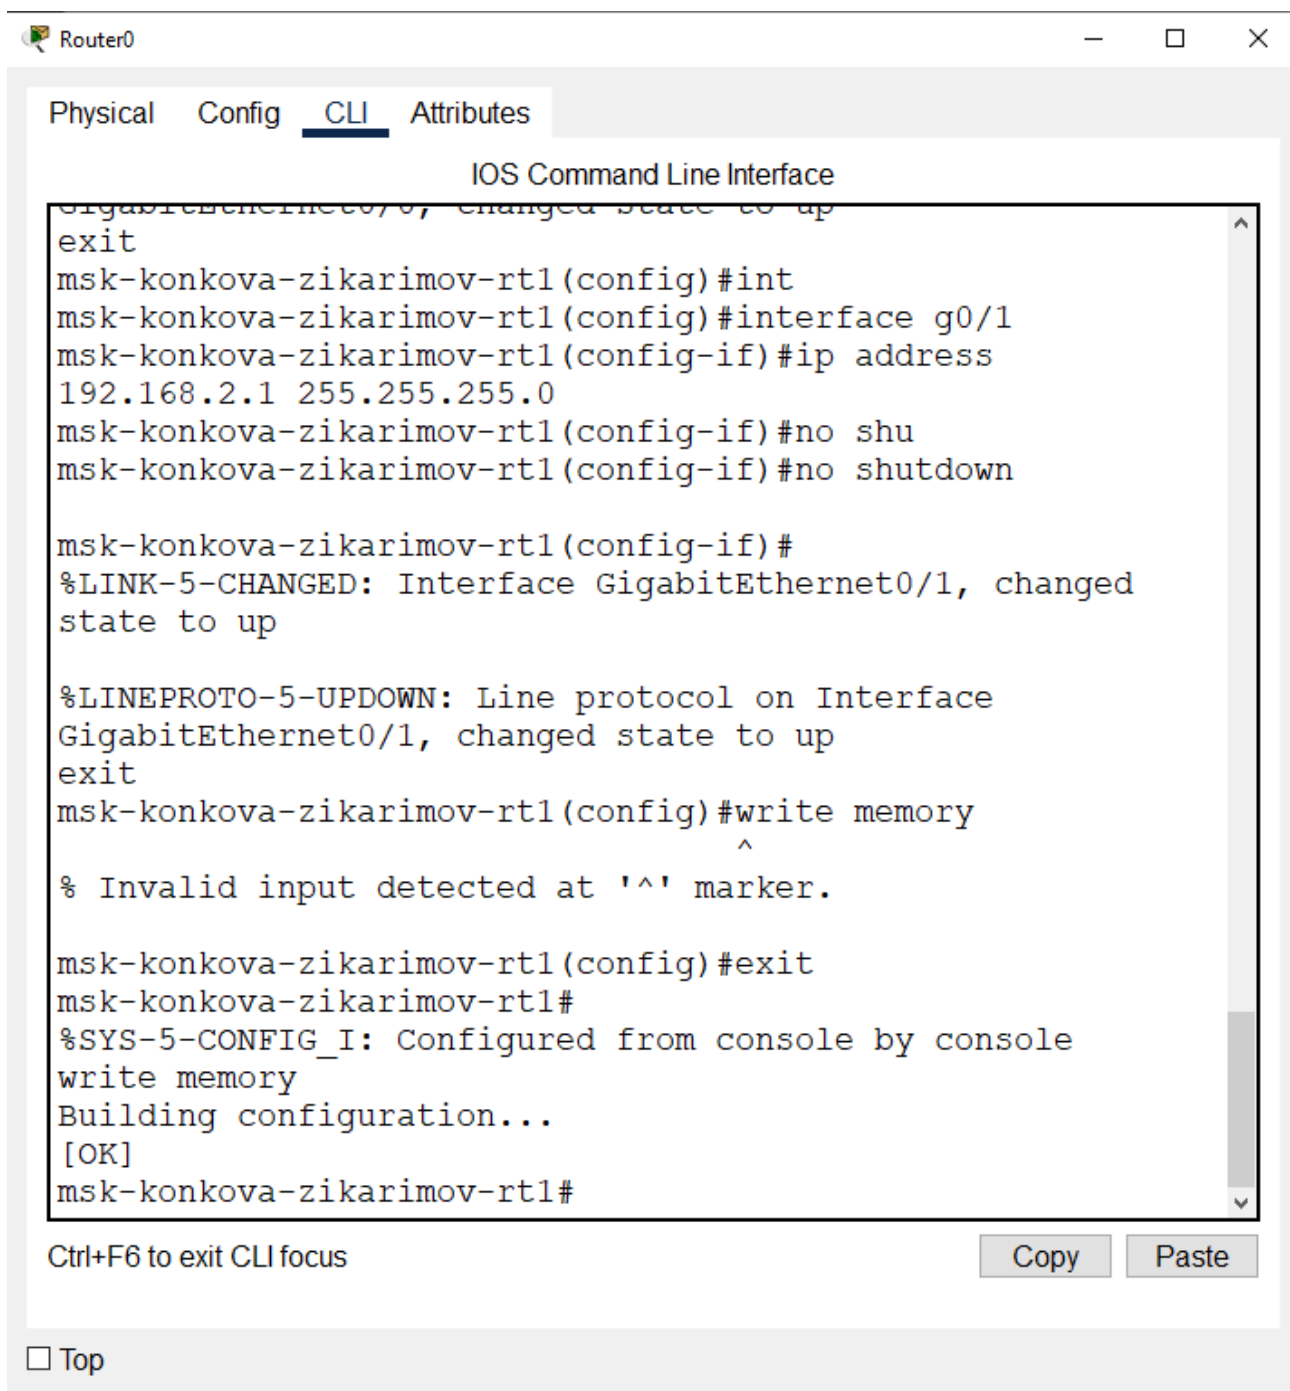 Router0
Physical Config CLI Attributes
IOS Command Line Interface
GigabitEthernet0/0, changed state to up
exit
msk-konkova-zikarimov-rt1(config)#int
msk-konkova-zikarimov-rt1(config)#interface g0/1
msk-konkova-zikarimov-rt1(config-if)#ip address
192.168.2.1 255.255.255.0
msk-konkova-zikarimov-rt1(config-if)#no shu
msk-konkova-zikarimov-rt1(config-if)#no shutdown
msk-konkova-zikarimov-rt1(config-if)#
%LINK-5-CHANGED: Interface GigabitEthernet0/1, changed
state to up
%LINEPROTO-5-UPDOWN: Line protocol on Interface
GigabitEthernet0/1, changed state to up
exit
msk-konkova-zikarimov-rt1(config)#write memory
^
% Invalid input detected at '^' marker.
msk-konkova-zikarimov-rt1(config)#exit
msk-konkova-zikarimov-rt1#
%SYS-5-CONFIG_I: Configured from console by console
write memory
Building configuration...
[OK]
msk-konkova-zikarimov-rt1#
Ctrl+F6 to exit CLI focus
Copy Paste
Top